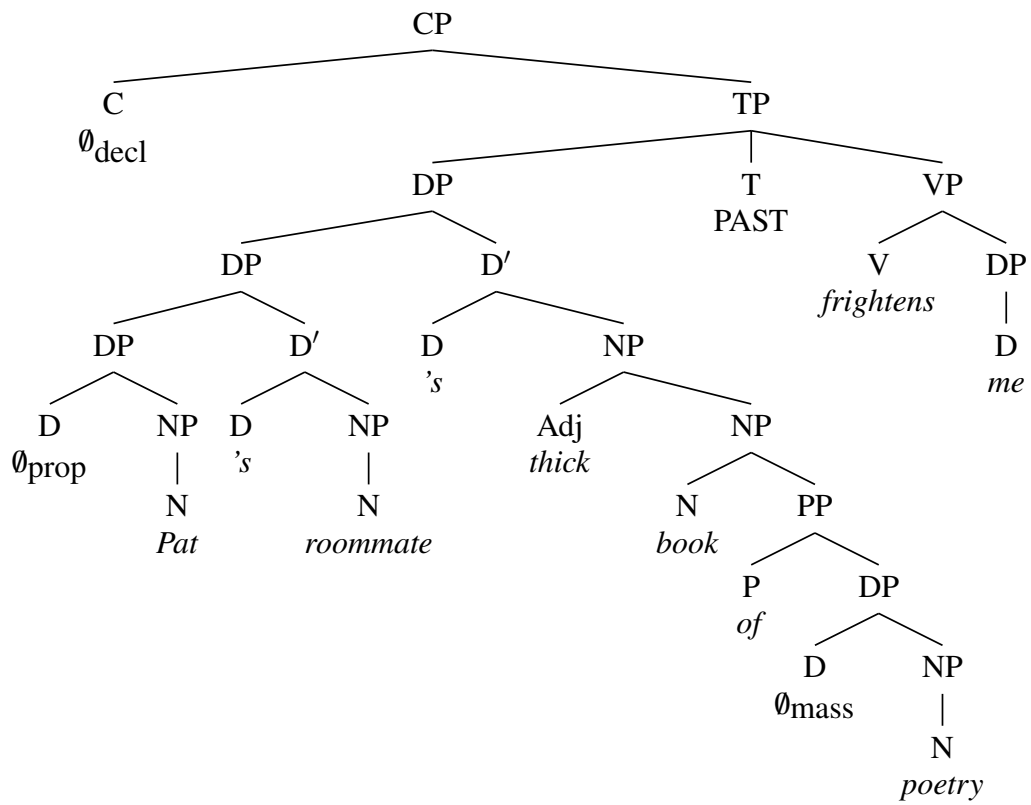 CP
C TP
∅decl
DP T VP
PAST
DP D′ V DP
frightens
DP D′ D NP D
's me
D NP D NP Adj NP
∅prop 's thick
N N N PP
Pat roommate book
P DP
of
D NP
∅mass
N
poetry